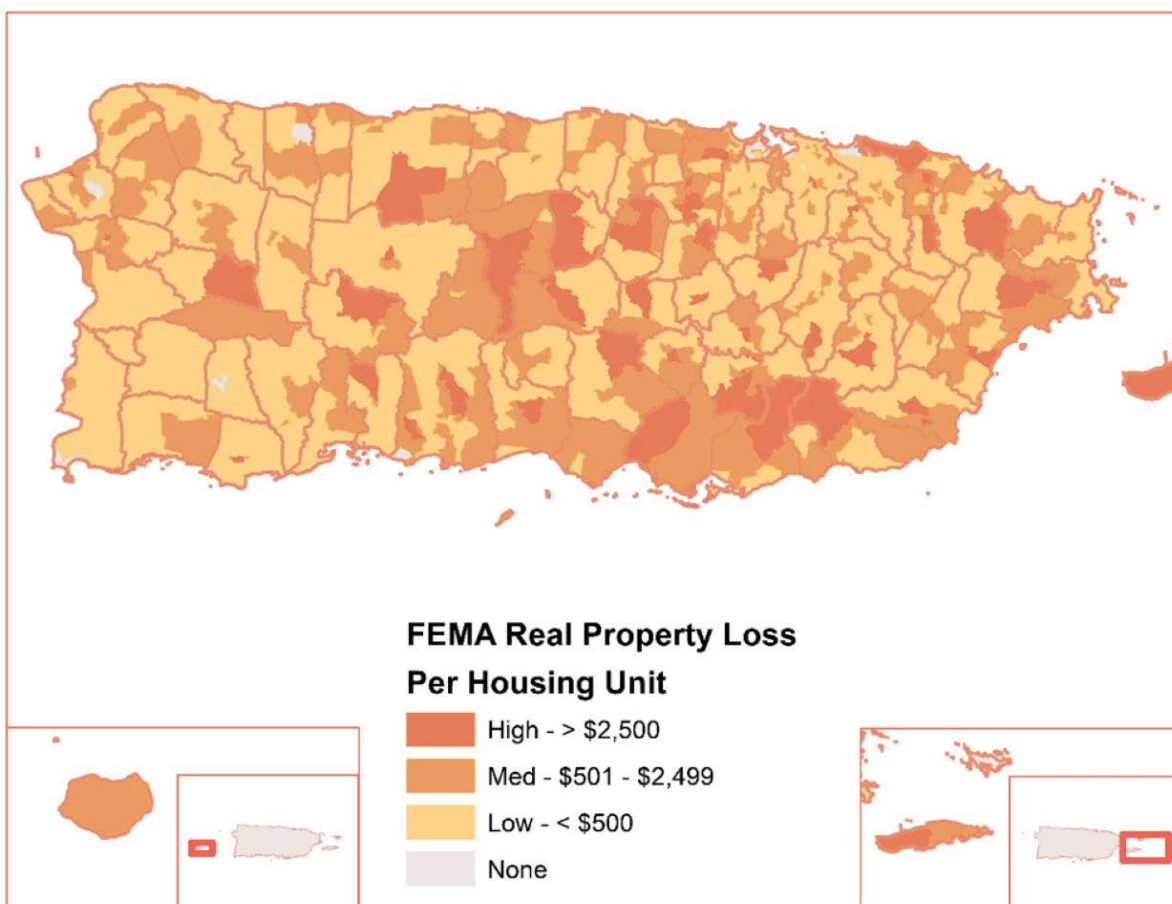 FEMA Real Property Loss
Per Housing Unit
High - > $2,500
Med - $501 - $2,499
Low - < $500
None